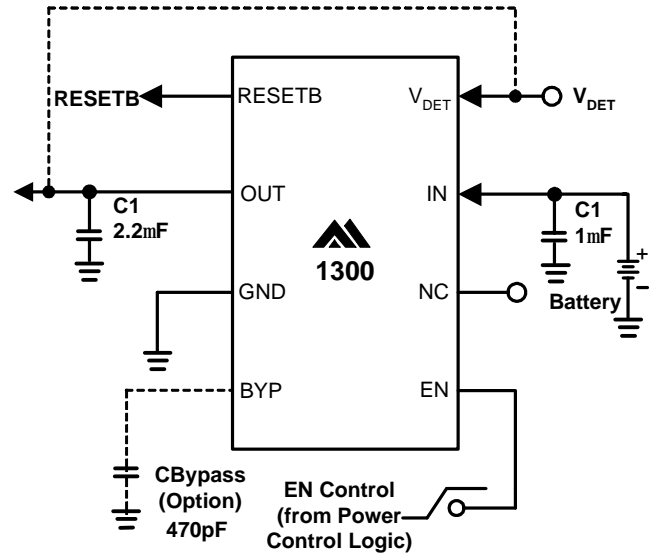 RESETB
RESETB
VDET
VDET
OUT
IN
C1
2.2mF
C1
1mF
1300
+
−
GND
NC
Battery
BYP
EN
CBypass
(Option)
470pF
EN Control
(from Power
Control Logic)